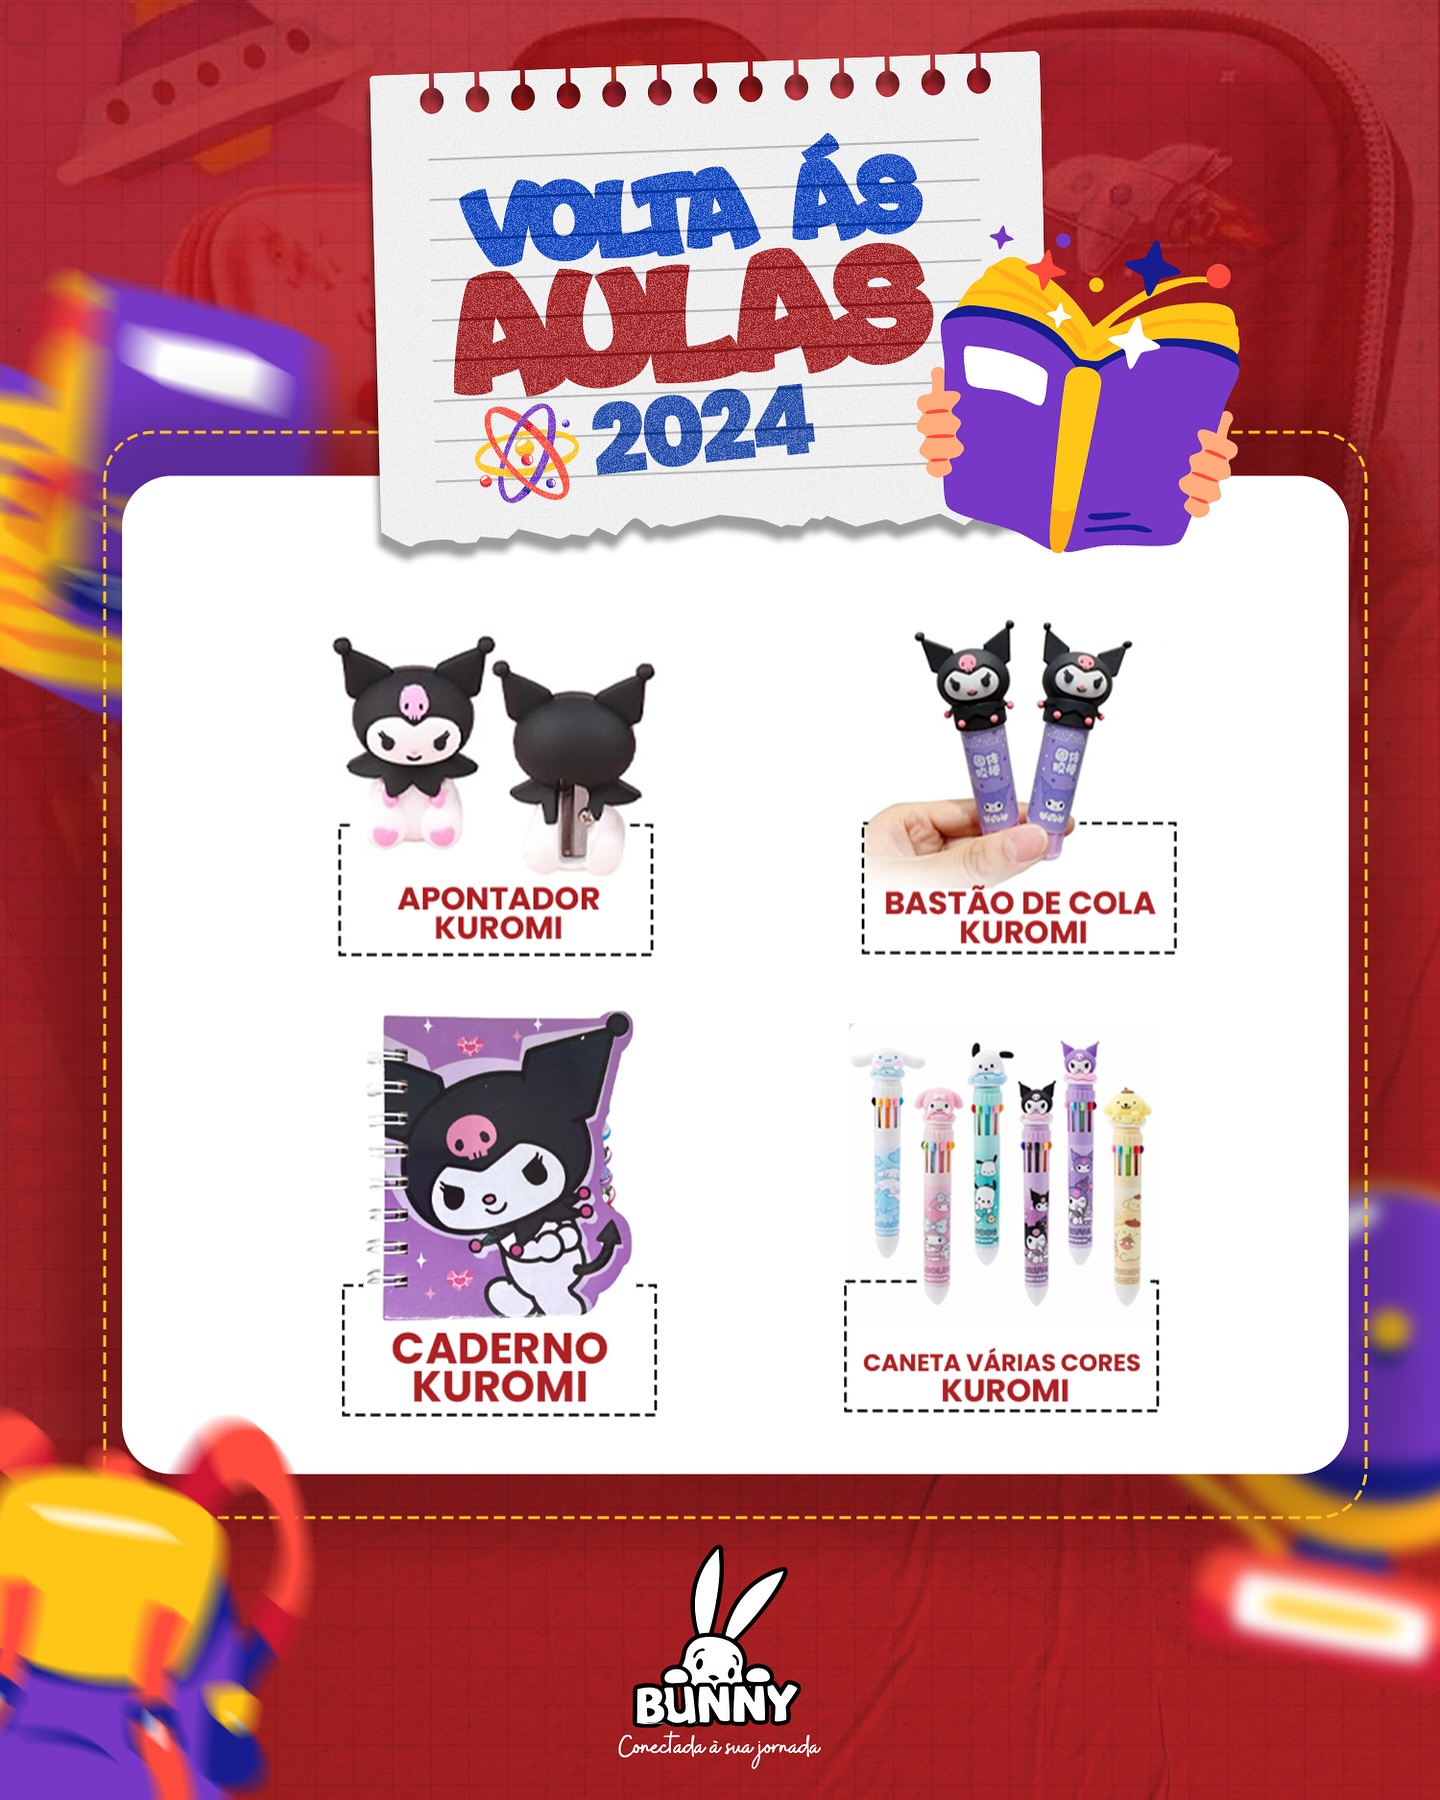 VOLTA ÁS
AULAS
2024
APONTADOR
KUROMI
BASTÃO DE COLA
KUROMI
CADERNO
KUROMI
CANETA VÁRIAS CORES
KUROMI
BUNNY
Conectada à sua jornada